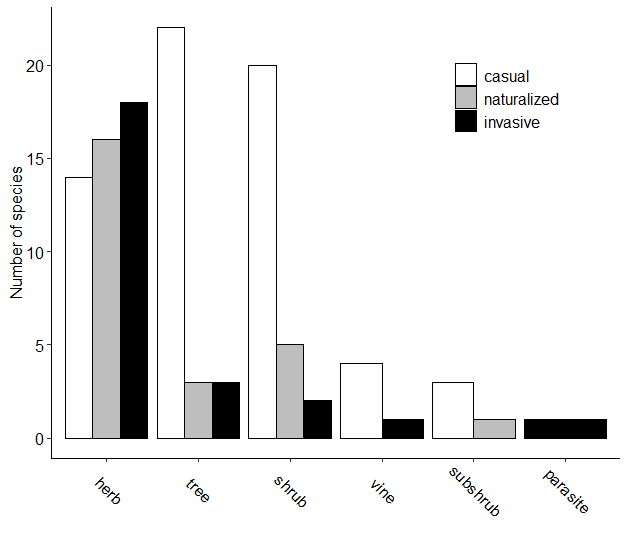 Number of species
20
15
10
5
0
casual
naturalized
invasive
herb
tree
shrub
vine
subshrub
parasite